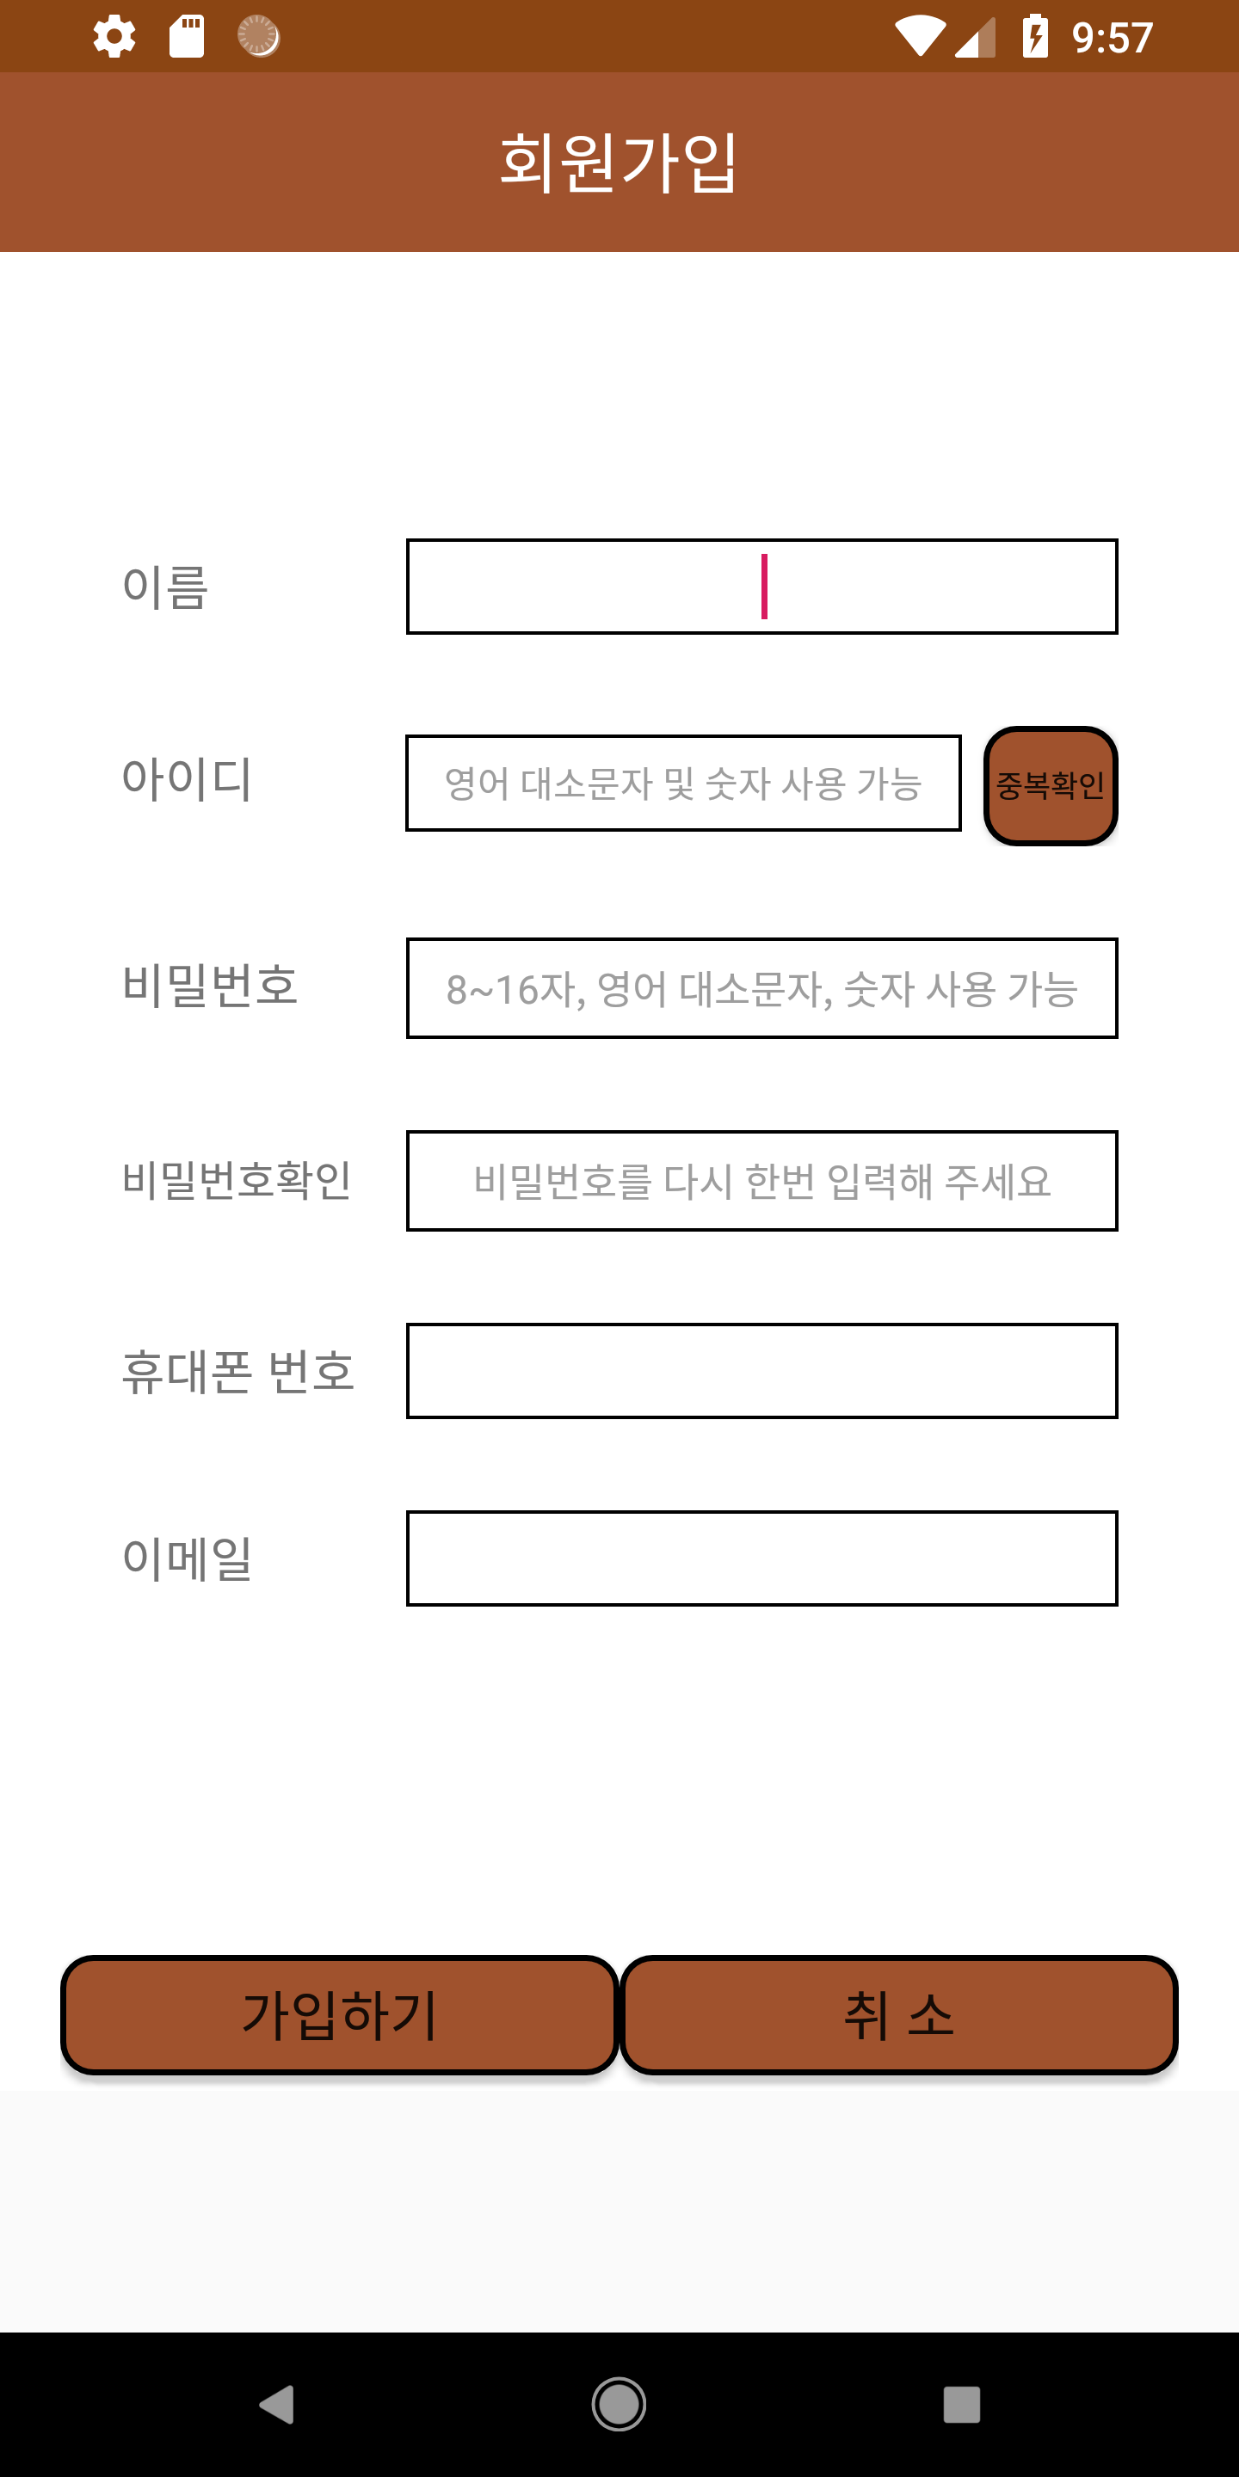 9:57
회원가입
이름
아이디 영어 대소문자 및 숫자 사용 가능 중복확인
비밀번호 8~16자, 영어 대소문자, 숫자 사용 가능
비밀번호확인 비밀번호를 다시 한번 입력해 주세요
휴대폰 번호
이메일
가입하기 취 소